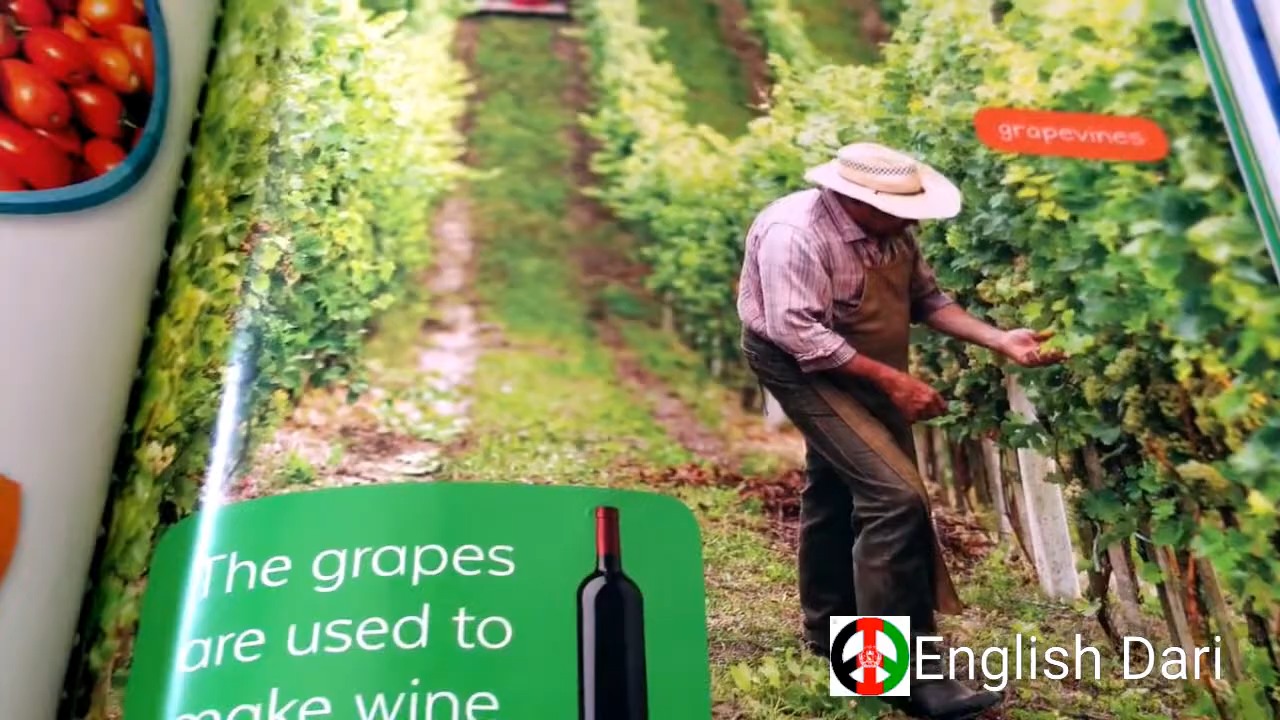 grapevines
The grapes
are used to
make wine
English Dari